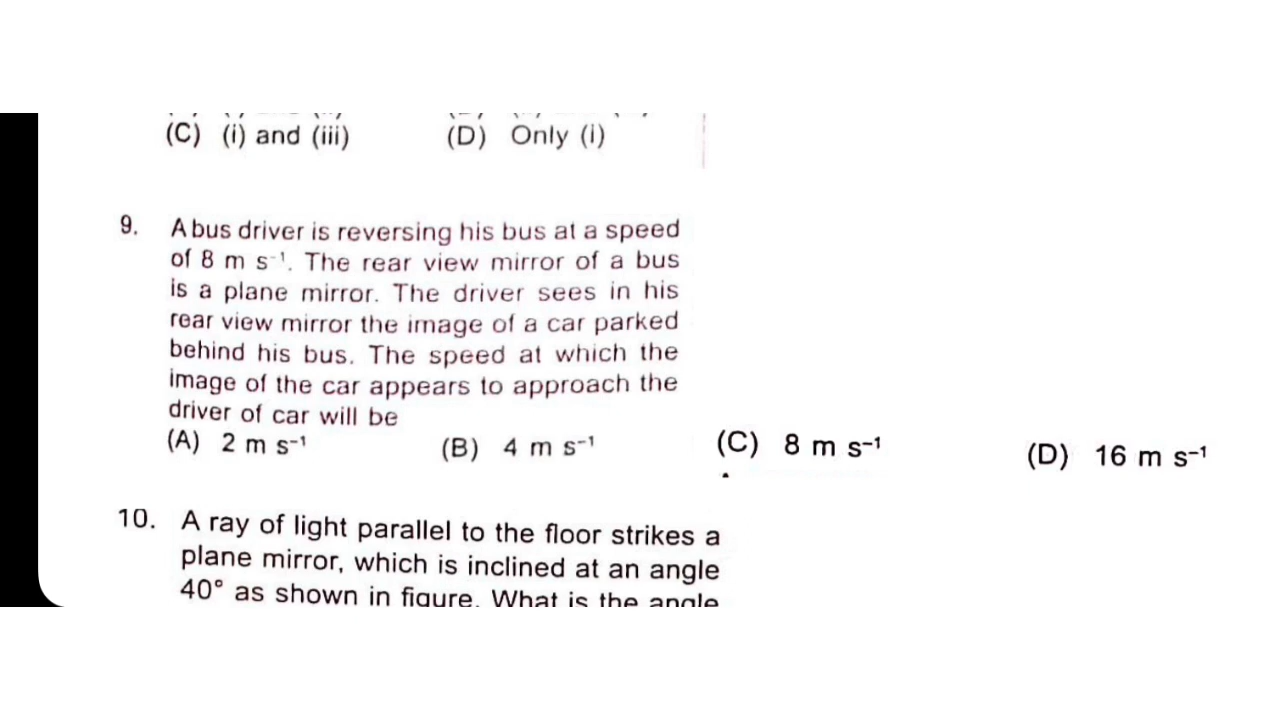 (C) (i) and (iii) (D) Only (i)
9. A bus driver is reversing his bus at a speed
of 8 m s⁻¹. The rear view mirror of a bus
is a plane mirror. The driver sees in his
rear view mirror the image of a car parked
behind his bus. The speed at which the
image of the car appears to approach the
driver of car will be
(A) 2 m s⁻¹ (B) 4 m s⁻¹ (C) 8 m s⁻¹ (D) 16 m s⁻¹
10. A ray of light parallel to the floor strikes a
plane mirror, which is inclined at an angle
40° as shown in figure. What is the angle